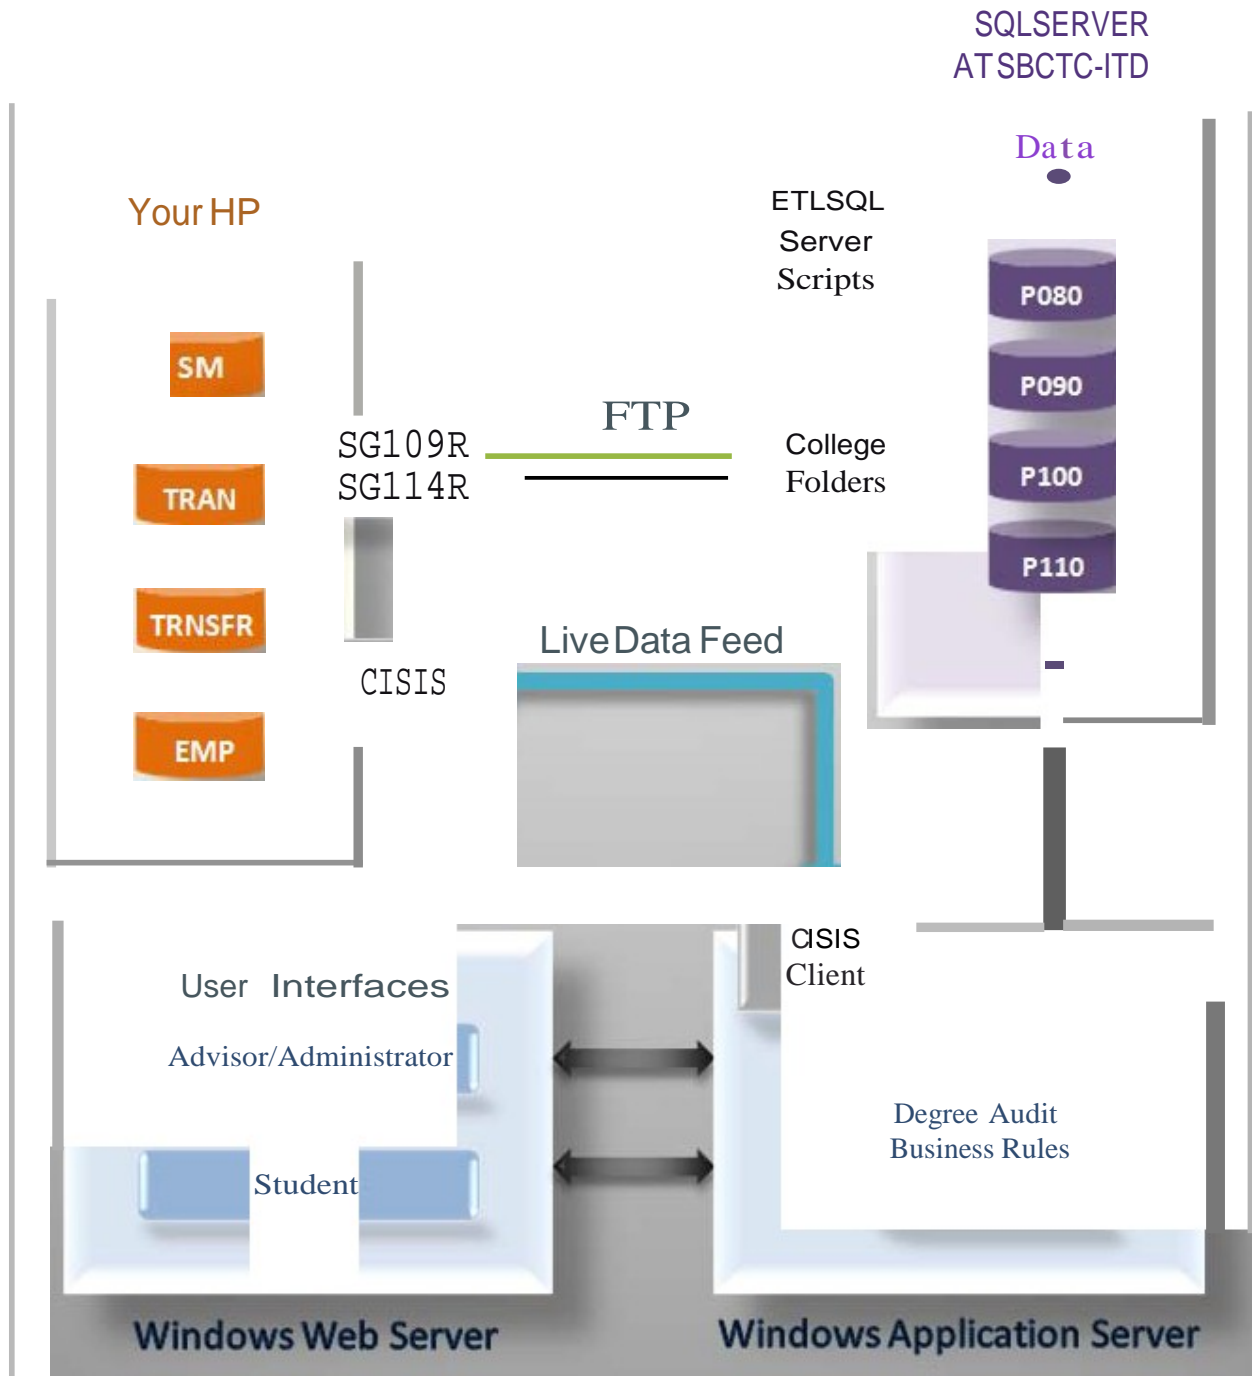 SQLSERVER
AT SBCTC-ITD
Data
Your HP
ETLSQL
Server
Scripts
P080
SM
P090
FTP
SG109R
SG114R
College
Folders
P100
TRAN
P110
TRNSFR
Live Data Feed
CISIS
EMP
CISIS
Client
User Interfaces
Advisor/Administrator
Degree Audit
Business Rules
Student
Windows Web Server
Windows Application Server